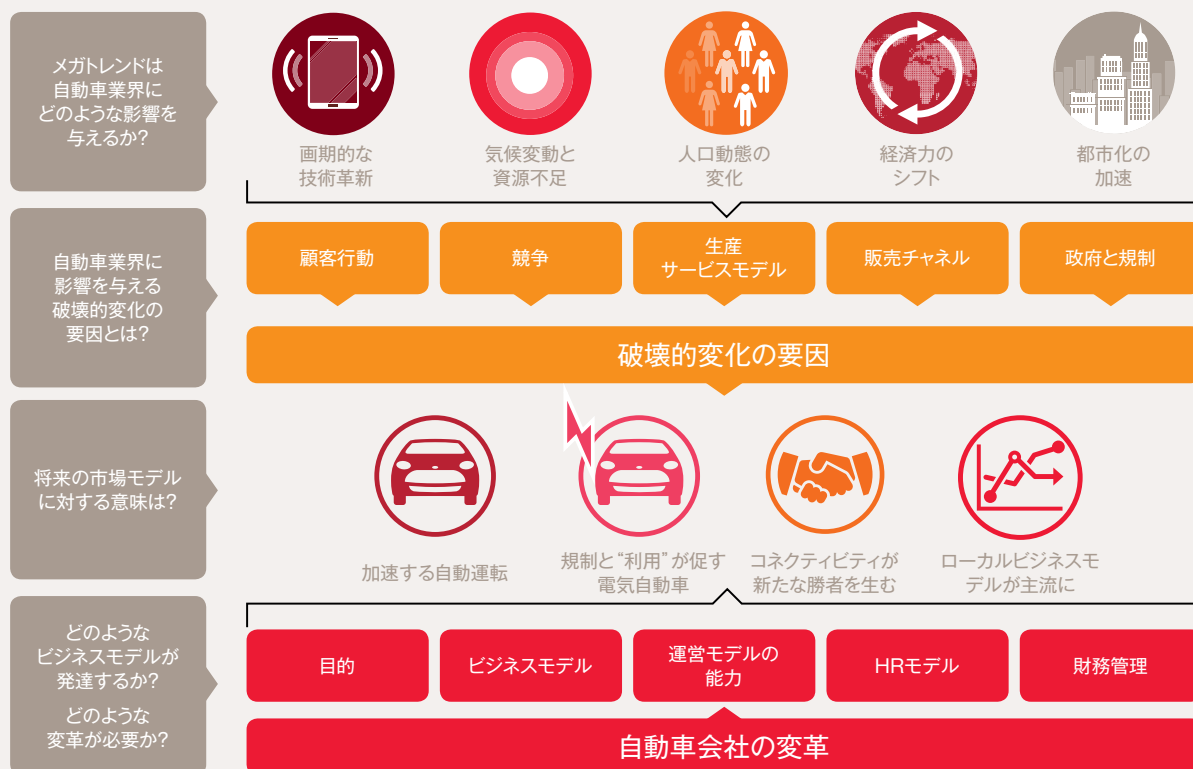 メガトレンドは
自動車業界に
どのような影響を
与えるか?
画期的な
技術革新
気候変動と
資源不足
人口動態の
変化
経済力の
シフト
都市化の
加速
自動車業界に
影響を与える
破壊的変化の
要因とは?
顧客行動
競争
生産
サービスモデル
販売チャネル
政府と規制
破壊的変化の要因
将来の市場モデル
に対する意味は?
加速する自動運転
規制と“利用”が促す
電気自動車
コネクティビティが
新たな勝者を生む
ローカルビジネスモ
デルが主流に
どのような
ビジネスモデルが
発達するか?
どのような
変革が必要か?
目的
ビジネスモデル
運営モデルの
能力
HRモデル
財務管理
自動車会社の変革